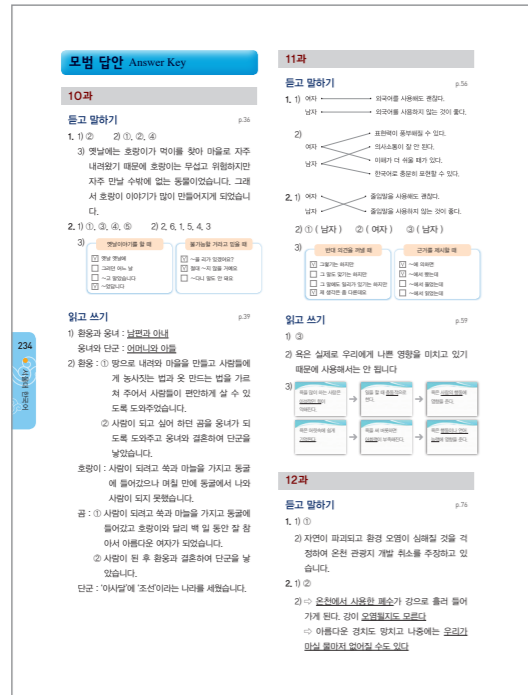 모범 답안 Answer Key
10과
듣고 말하기 p.36
1. 1) ② 2) ①, ②, ④
3) 옛날에는 호랑이가 먹이를 찾아 마을로 자주
내려왔기 때문에 호랑이는 무섭고 위험하지만
자주 만날 수밖에 없는 동물이었습니다. 그래
서 호랑이 이야기가 많이 만들어지게 되었습니
다.
2. 1) ①, ③, ④, ⑤ 2) 2, 6, 1, 5, 4, 3
3)
옛날이야기를 할 때
옛날 옛날에
그러던 어느 날
~고 말았습니다
~었답니다
불가능할 거라고 믿을 때
~을 리가 있겠어요?
절대 ~지 않을 거예요
~다니 말도 안 돼요
읽고 쓰기 p.39
1) 환웅과 웅녀 : 남편과 아내
웅녀와 단군 : 어머니와 아들
2) 환웅 : ① 땅으로 내려와 마을을 만들고 사람들에
게 농사짓는 법과 옷 만드는 법을 가르
쳐 주어서 사람들이 편안하게 살 수 있
도록 도와주었습니다.
② 사람이 되고 싶어 하던 곰을 웅녀가 되
도록 도와주고 웅녀와 결혼하여 단군을
낳았습니다.
호랑이 : 사람이 되려고 쑥과 마늘을 가지고 동굴
에 들어갔으나 며칠 만에 동굴에서 나와
사람이 되지 못했습니다.
곰 : ① 사람이 되려고 쑥과 마늘을 가지고 동굴에
들어갔고 호랑이와 달리 백 일 동안 잘 참
아서 아름다운 여자가 되었습니다.
② 사람이 된 후 환웅과 결혼하여 단군을 낳
았습니다.
단군 : '아사달'에 '조선'이라는 나라를 세웠습니다.
234
11과
듣고 말하기 p.56
1. 1) 여자 외국어를 사용해도 괜찮다.
남자 외국어를 사용하지 않는 것이 좋다.
2) 표현력이 풍부해질 수 있다.
여자 의사소통이 잘 안 된다.
남자 이해가 더 쉬울 때가 있다.
한국어로 충분히 표현할 수 있다.
2. 1) 여자 줄임말을 사용해도 괜찮다.
남자 줄임말을 사용하지 않는 것이 좋다.
2) ① ( 남자 ) ② ( 여자 ) ③ ( 남자 )
3)
반대 의견을 꺼낼 때
그렇기는 하지만
그 말도 맞기는 하지만
그 말에도 일리가 있기는 하지만
제 생각은 좀 다른데요
근거를 제시할 때
~에 의하면
~에서 봤는데
~에서 들었는데
~에서 읽었는데
읽고 쓰기 p.59
1) ③
2) 욕은 실제로 우리에게 나쁜 영향을 미치고 있기
때문에 사용해서는 안 됩니다
3)
12과
듣고 말하기 p.76
1. 1) ①
2) 자연이 파괴되고 환경 오염이 심해질 것을 걱
정하여 온천 관광지 개발 취소를 주장하고 있
습니다.
2. 1) ②
2) ⇨ 온천에서 사용한 폐수가 강으로 흘러 들어
가게 된다. 강이 오염될지도 모른다
⇨ 아름다운 경치도 망치고 나중에는 우리가
마실 물마저 없어질 수도 있다